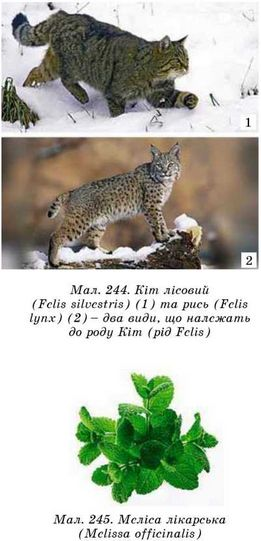 1
2
Мал. 244. Кіт лісовий
(Felis silvestris) (1) та рись (Felis
lynx) (2) – два види, що належать
до роду Кіт (рід Felis)
Мал. 245. Меліса лікарська
(Melissa officinalis)